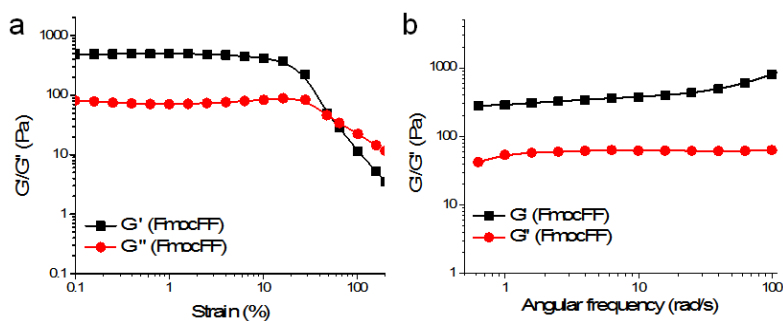 a
1000
100
10
1
0.1
G'/G'' (Pa)
G' (FmocFF)
G'' (FmocFF)
0.1
1
10
100
Strain (%)
b
1000
100
10
1
G'/G'' (Pa)
G' (FmocFF)
G'' (FmocFF)
1
10
100
Angular frequency (rad/s)